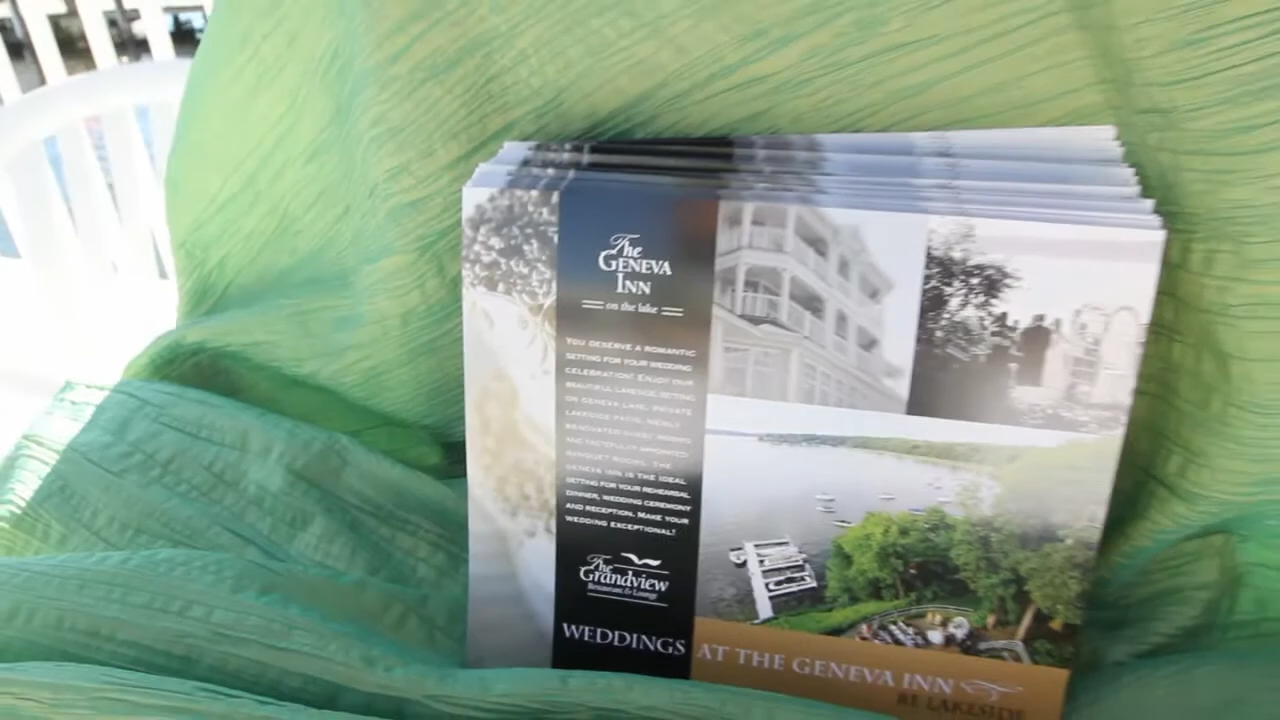 The
GENEVA
INN
on the lake
YOU DESERVE A ROMANTIC
SETTING FOR YOUR WEDDING
CELEBRATION! ENJOY OUR
BEAUTIFUL LAKESIDE SETTING
ON GENEVA LAKE, PRIVATE
LAKESIDE PATIO, NEWLY
RENOVATED GUEST ROOMS
AND TASTEFULLY APPOINTED
BANQUET ROOMS. THE
GENEVA INN IS THE IDEAL
SETTING FOR YOUR REHEARSAL
DINNER, WEDDING CEREMONY
AND RECEPTION. MAKE YOUR
WEDDING EXCEPTIONAL!
The
Grandview
Restaurant & Lounge
WEDDINGS AT THE GENEVA INN
BE LAKESIDE